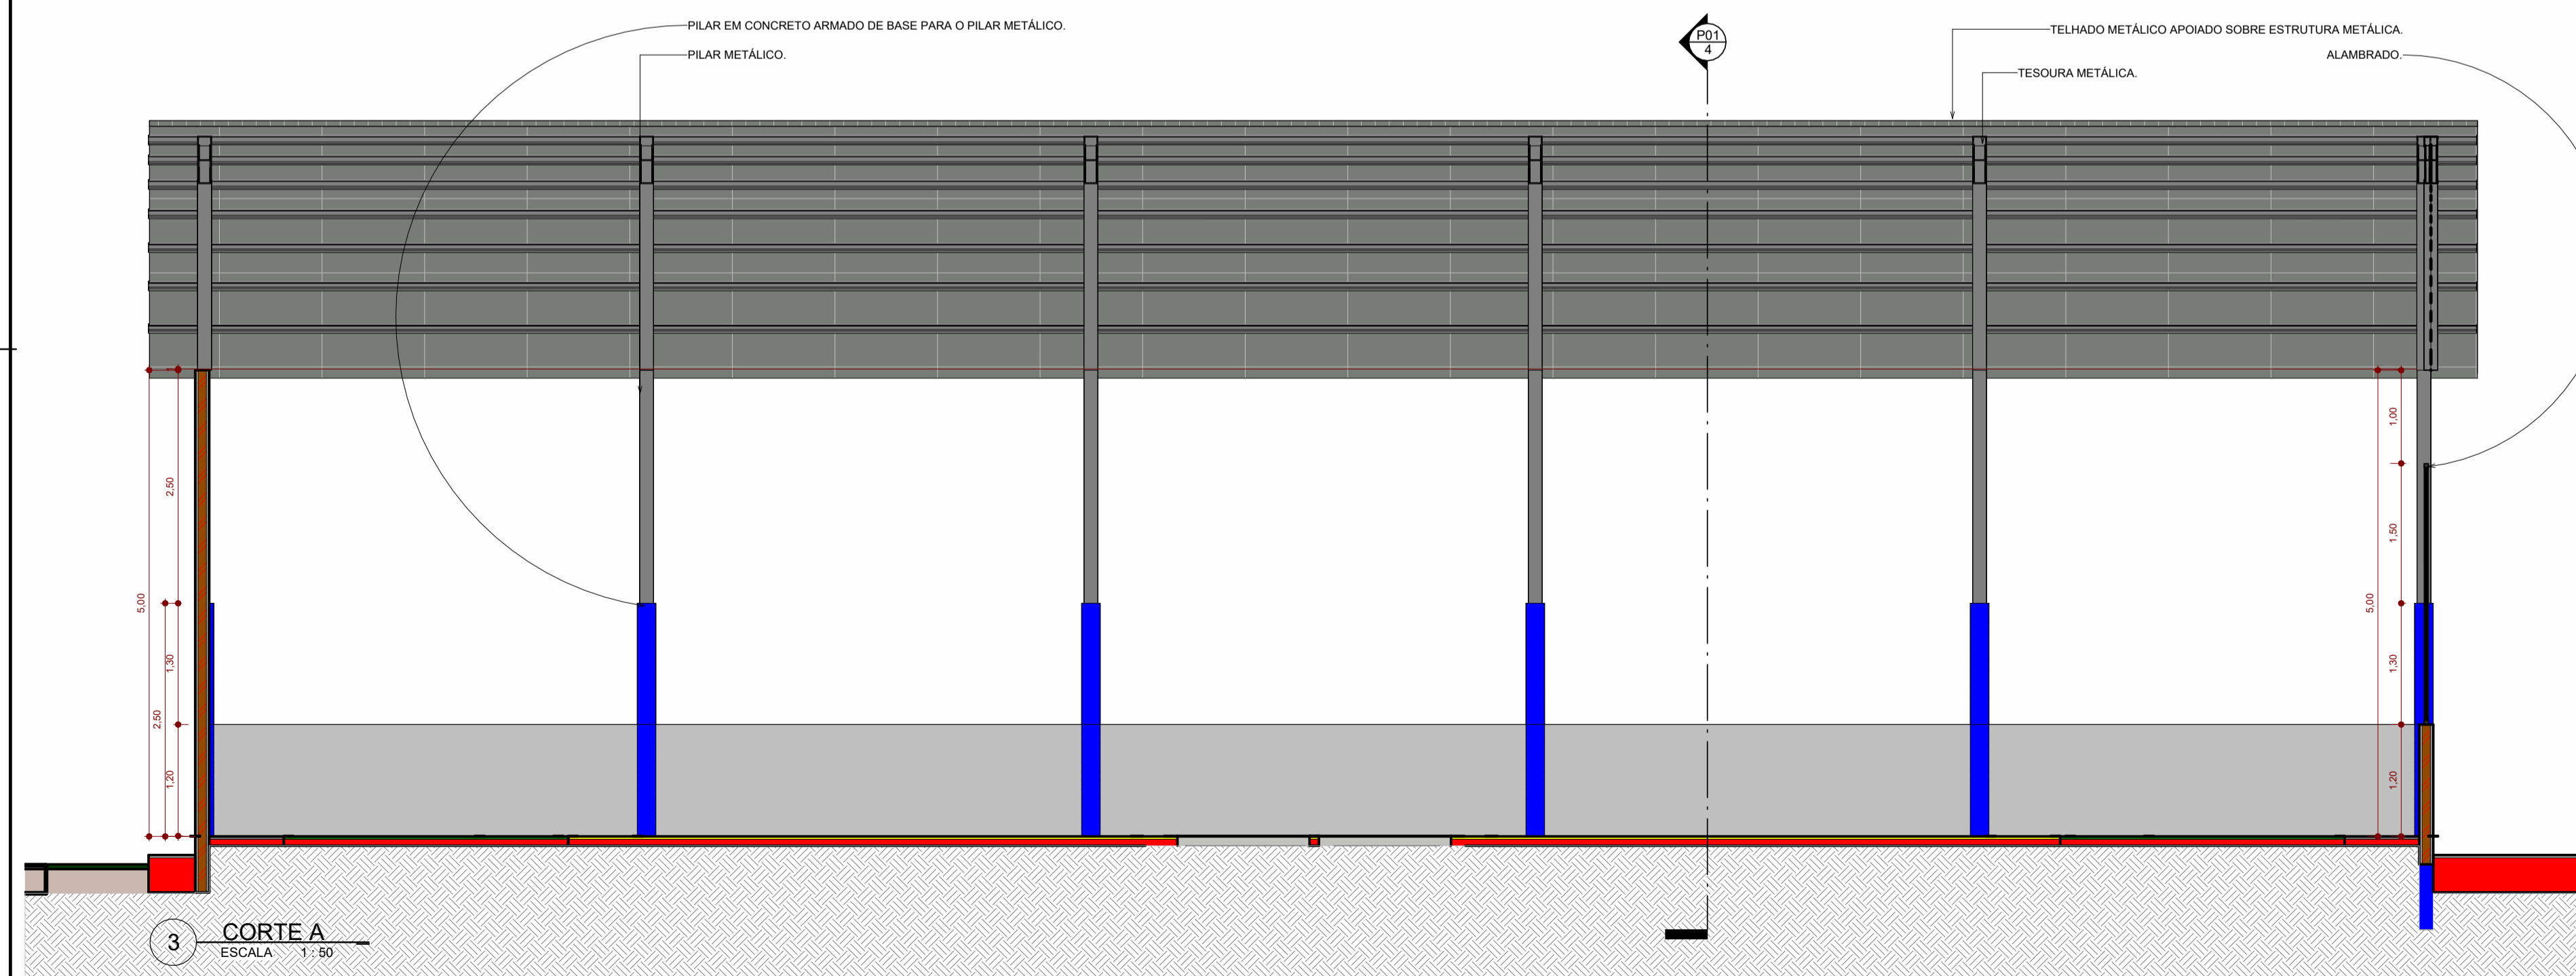 PILAR EM CONCRETO ARMADO DE BASE PARA O PILAR METÁLICO.
PILAR METÁLICO.
P01
4
TELHADO METÁLICO APOIADO SOBRE ESTRUTURA METÁLICA.
ALAMBRADO.
TESOURA METÁLICA.
5,00
2,50
2,50
1,30
1,20
5,00
1,00
1,50
1,30
1,20
3
CORTE A
ESCALA 1 : 50